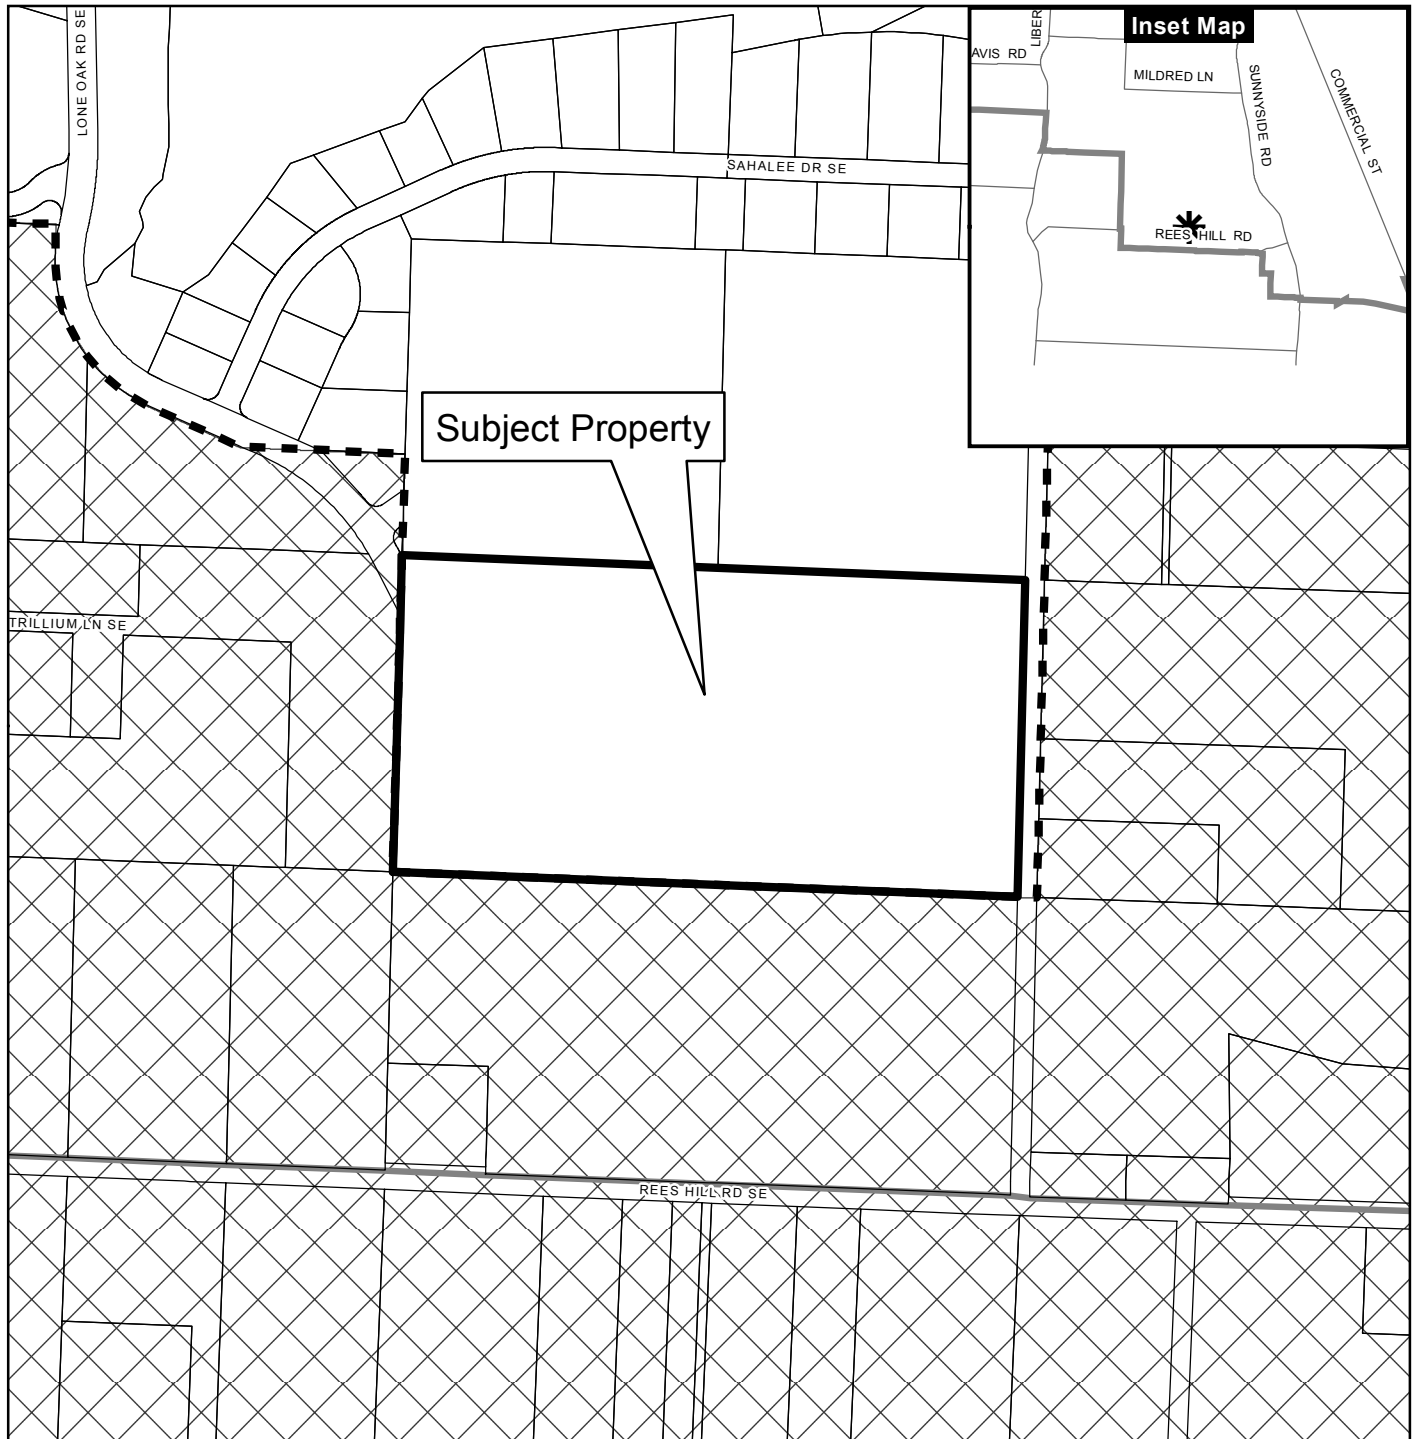 LONE OAK RD SE
SAHALEE DR SE
Inset Map
LIBER
AVIS RD
MILDRED LN
SUNNYSIDE RD
COMMERCIAL ST
REES HILL RD
Subject Property
TRILLIUM LN SE
REES HILL RD SE